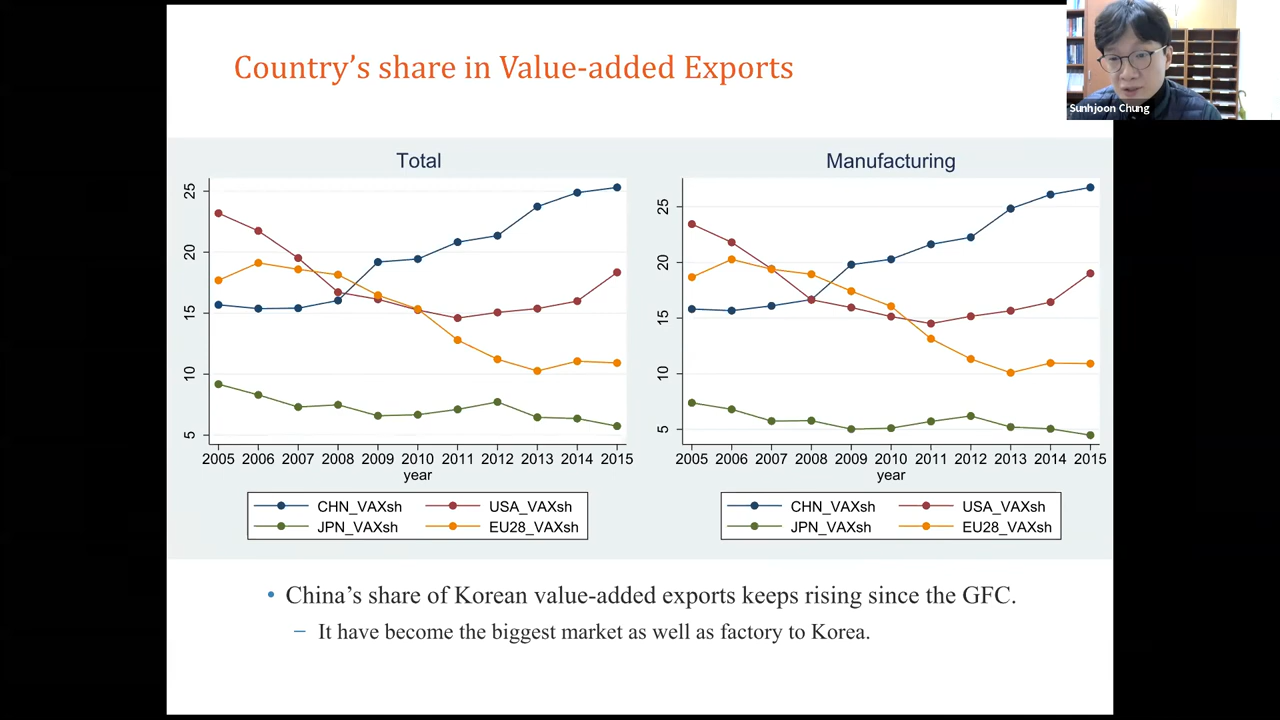 Country's share in Value-added Exports
Sunhjoon Chung
Total
25
20
15
10
5
2005 2006 2007 2008 2009 2010 2011 2012 2013 2014 2015
year
CHN_VAXsh USA_VAXsh
JPN_VAXsh EU28_VAXsh
Manufacturing
25
20
15
10
5
2005 2006 2007 2008 2009 2010 2011 2012 2013 2014 2015
year
CHN_VAXsh USA_VAXsh
JPN_VAXsh EU28_VAXsh
• China's share of Korean value-added exports keeps rising since the GFC.
– It have become the biggest market as well as factory to Korea.